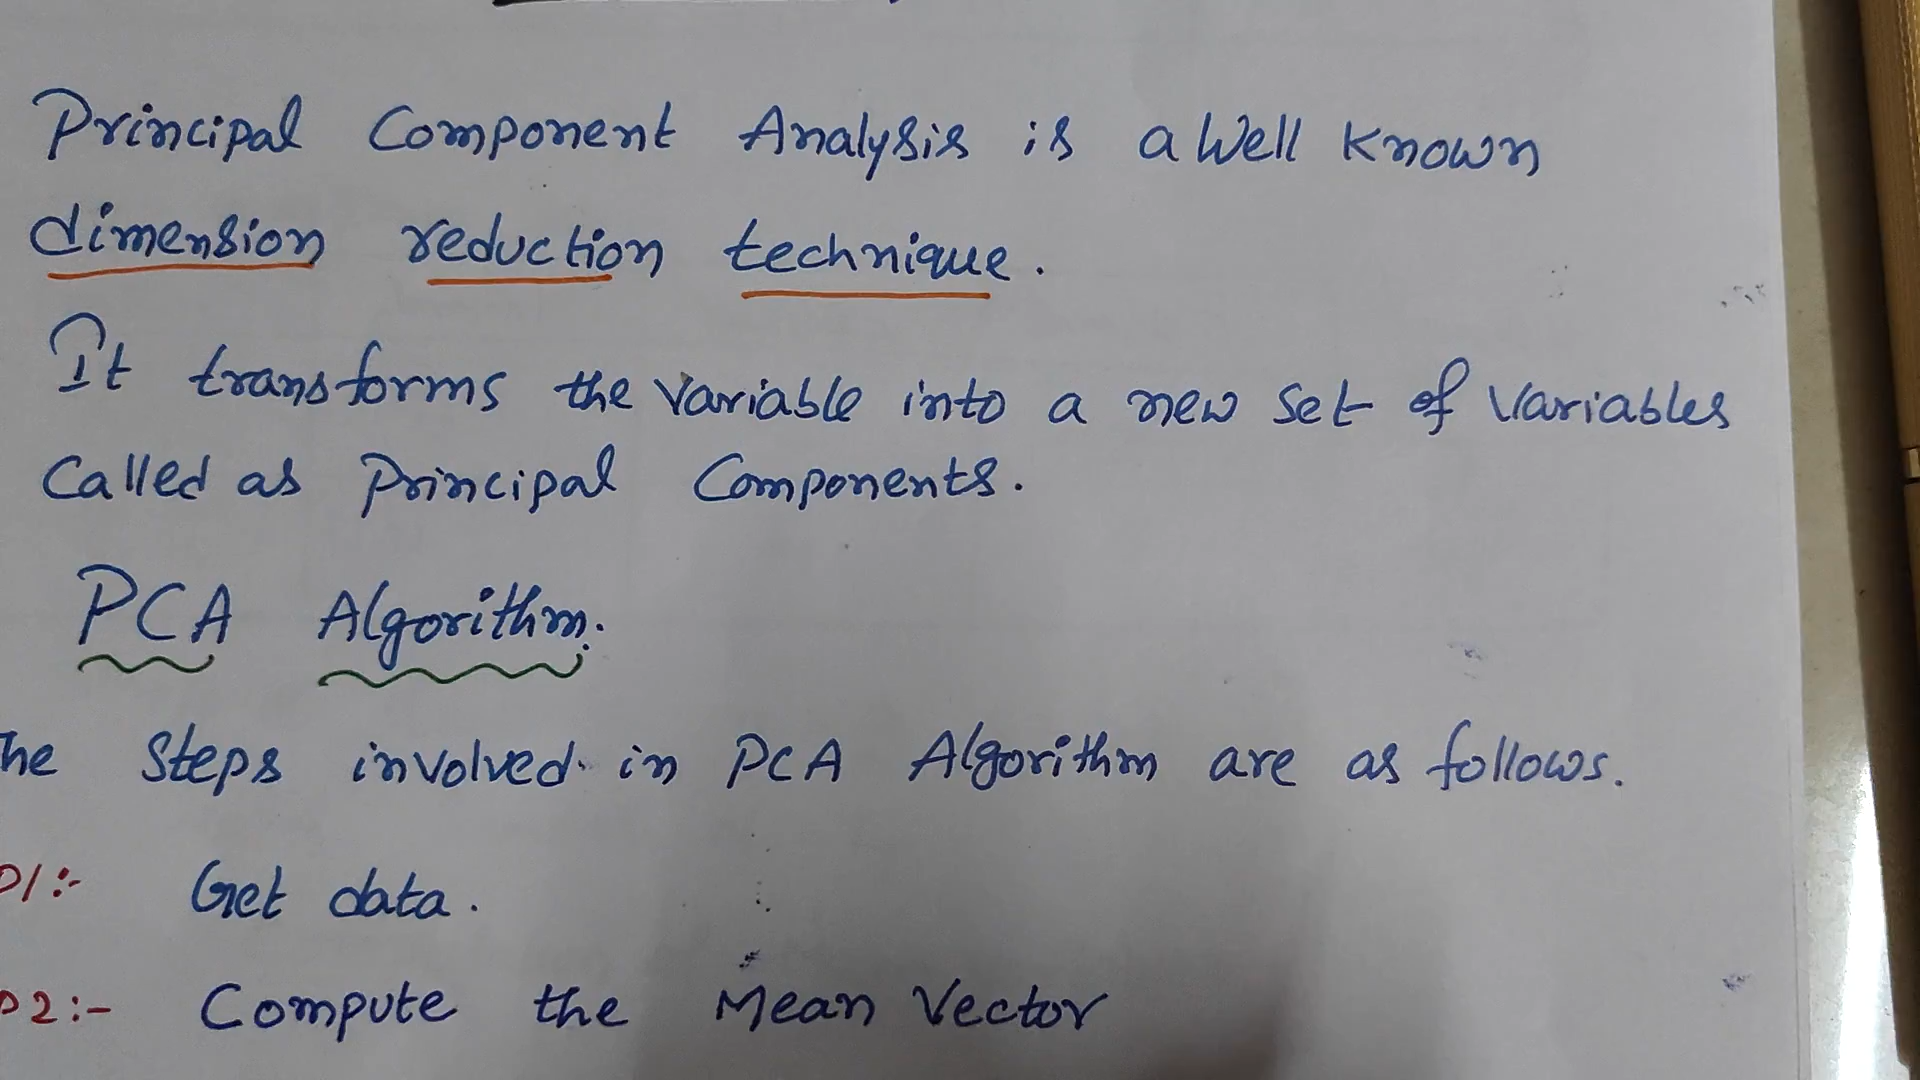 Principal Component Analysis is a Well Known
dimension reduction technique.
It transforms the Variable into a new set of Variables
Called as Principal Components.
PCA Algorithm.
he Steps involved in PCA Algorithm are as follows.
P1:- Get data.
P2:- Compute the Mean Vector